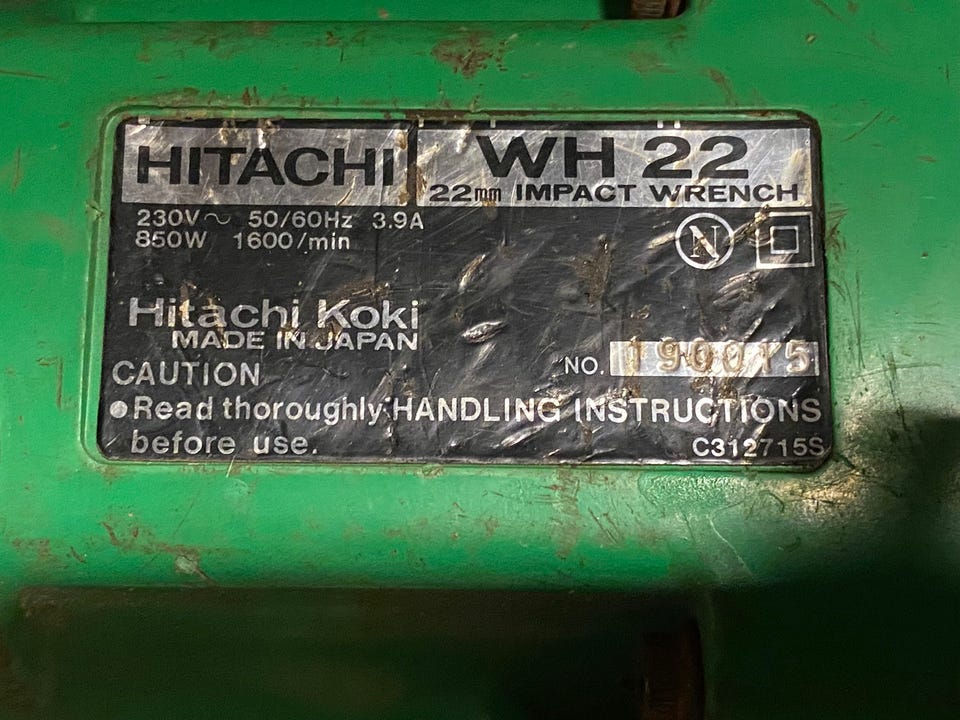 HITACHI
WH 22
22mm IMPACT WRENCH
230V~ 50/60Hz 3.9A
850W 1600/min
N
Hitachi Koki
MADE IN JAPAN
NO. 190015
CAUTION
●Read thoroughly HANDLING INSTRUCTIONS
before use.
C312715S